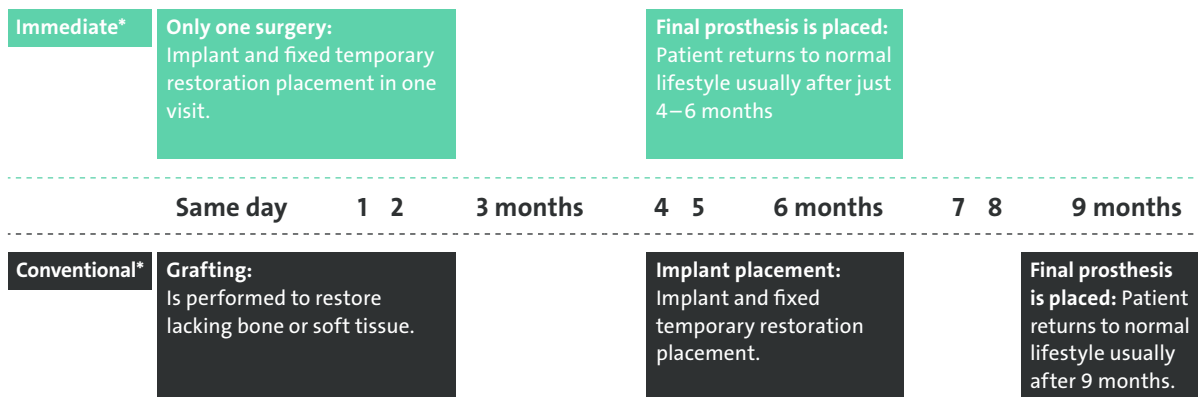 Immediate*
Only one surgery:
Implant and fixed temporary
restoration placement in one
visit.
Final prosthesis is placed:
Patient returns to normal
lifestyle usually after just
4–6 months
Same day 1 2 3 months 4 5 6 months 7 8 9 months
Conventional*
Grafting:
Is performed to restore
lacking bone or soft tissue.
Implant placement:
Implant and fixed
temporary restoration
placement.
Final prosthesis
is placed: Patient
returns to normal
lifestyle usually
after 9 months.